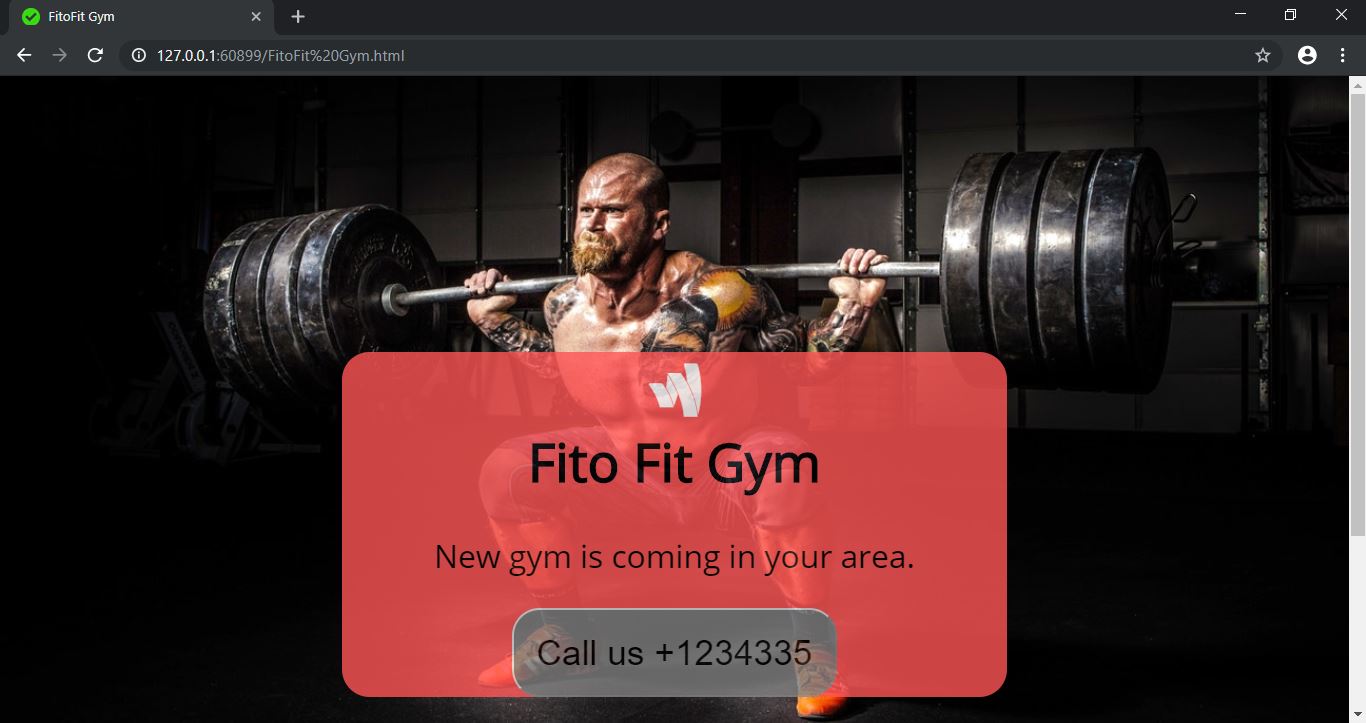 FitoFit Gym
127.0.0.1:60899/FitoFit%20Gym.html
Fito Fit Gym
New gym is coming in your area.
Call us +1234335